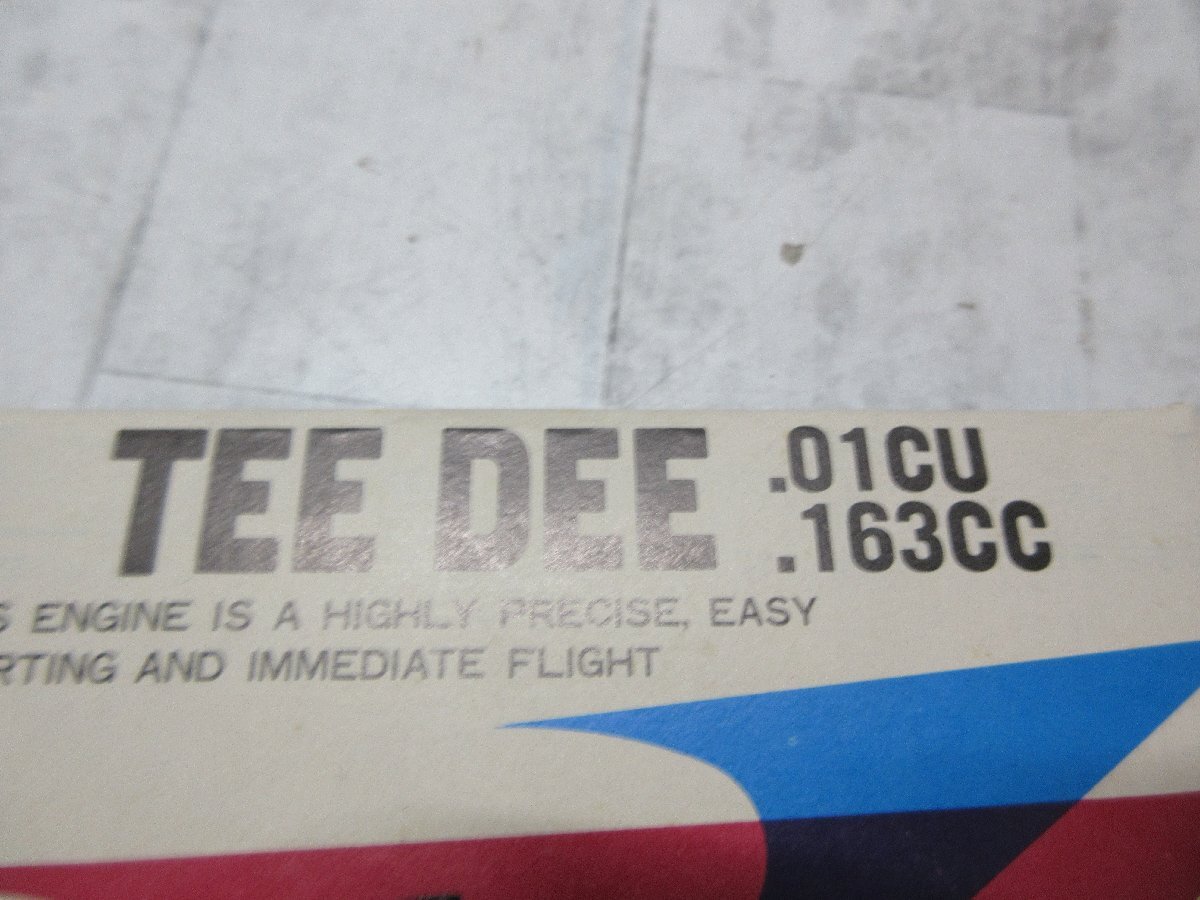 TEE DEE .01CU
.163CC
S ENGINE IS A HIGHLY PRECISE, EASY
RTING AND IMMEDIATE FLIGHT